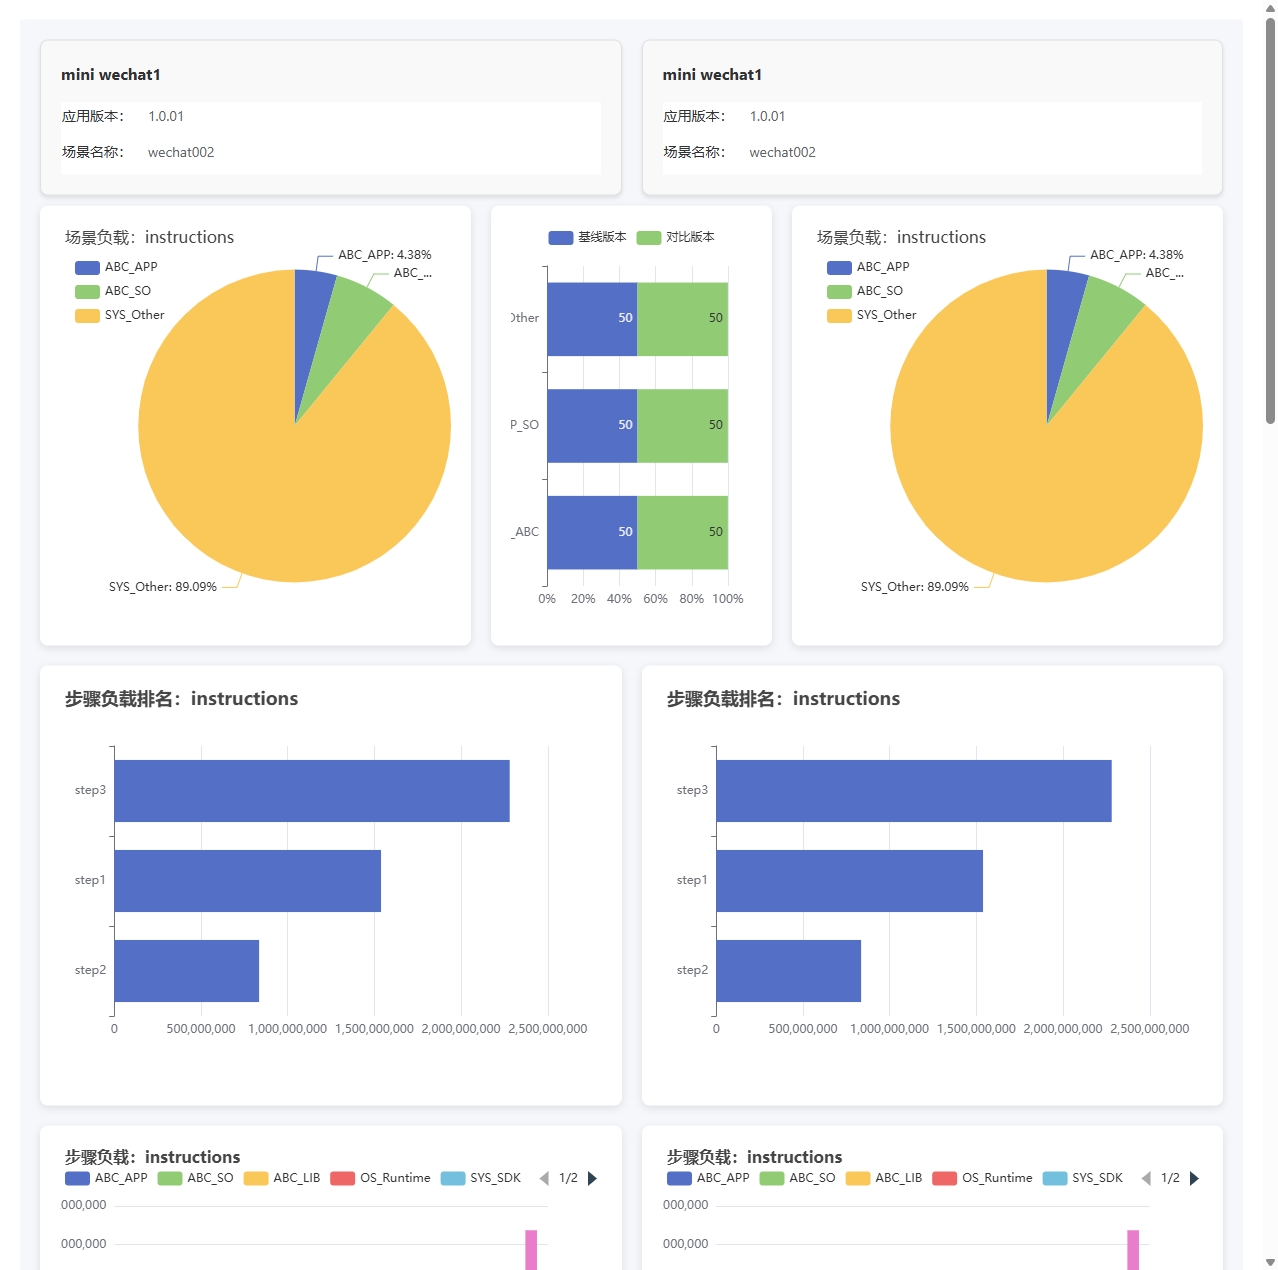 mini wechat1
应用版本： 1.0.01
场景名称： wechat002
mini wechat1
应用版本： 1.0.01
场景名称： wechat002
场景负载：instructions
ABC_APP
ABC_SO
SYS_Other
ABC_APP: 4.38%
ABC_...
SYS_Other: 89.09%
基线版本 对比版本
Other 50 50
P_SO 50 50
_ABC 50 50
0% 20% 40% 60% 80% 100%
场景负载：instructions
ABC_APP
ABC_SO
SYS_Other
ABC_APP: 4.38%
ABC_...
SYS_Other: 89.09%
步骤负载排名：instructions
step3
step1
step2
0 500,000,000 1,000,000,000 1,500,000,000 2,000,000,000 2,500,000,000
步骤负载排名：instructions
step3
step1
step2
0 500,000,000 1,000,000,000 1,500,000,000 2,000,000,000 2,500,000,000
步骤负载：instructions
ABC_APP ABC_SO ABC_LIB OS_Runtime SYS_SDK 1/2
000,000
000,000
步骤负载：instructions
ABC_APP ABC_SO ABC_LIB OS_Runtime SYS_SDK 1/2
000,000
000,000